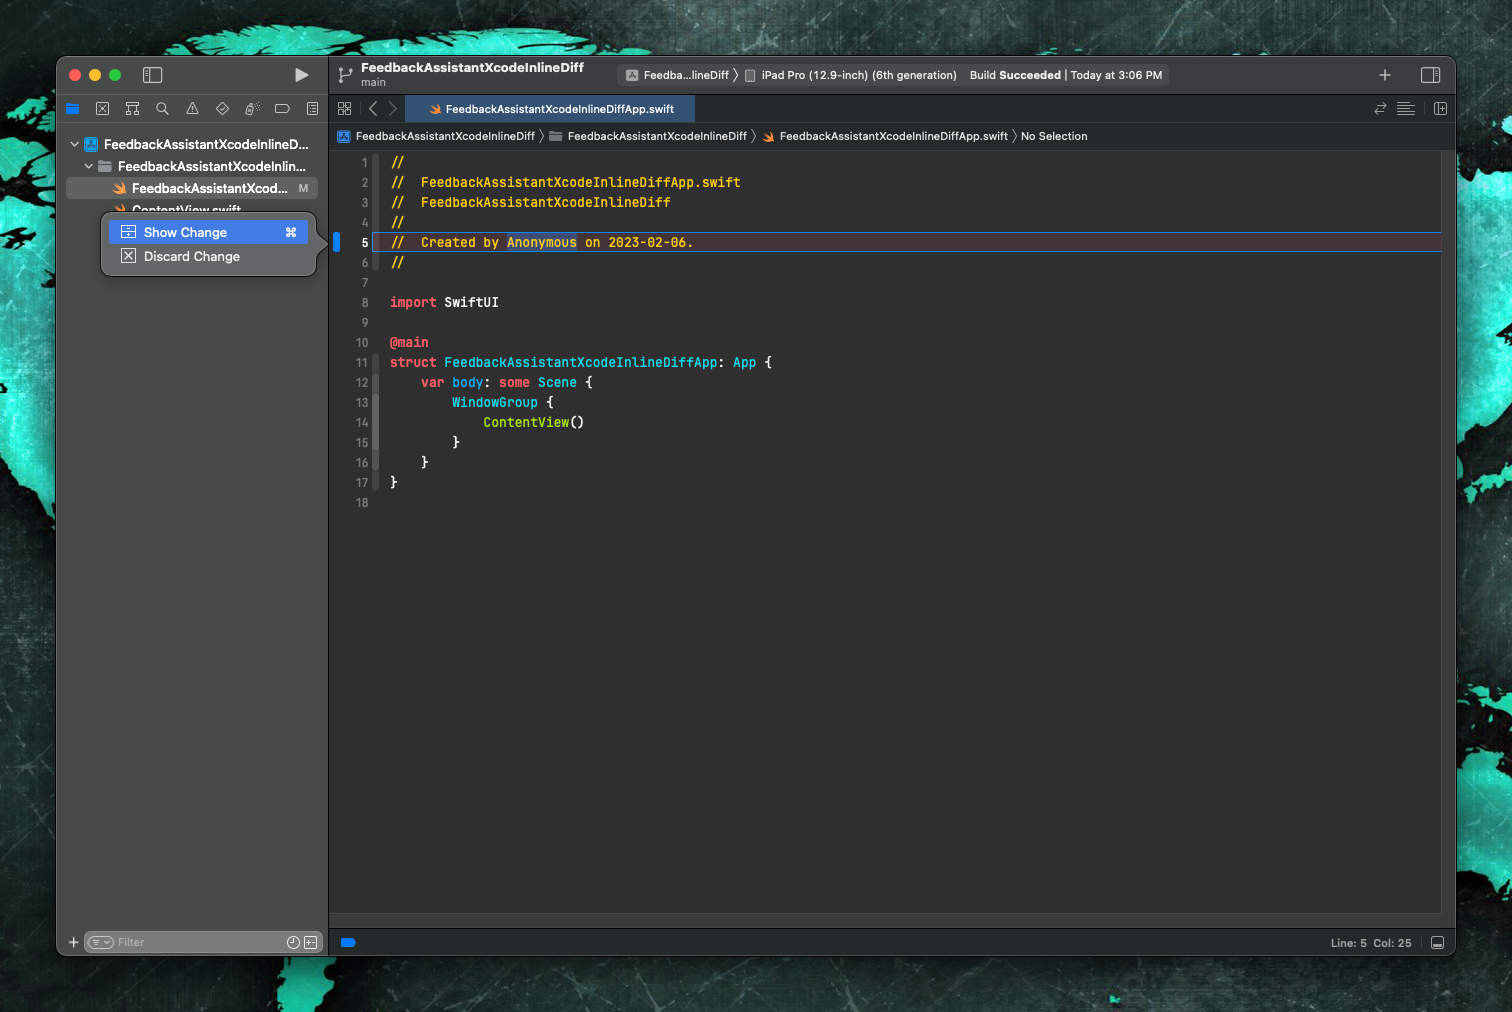 FeedbackAssistantXcodeInlineDiff
main
Feedba...lineDiff
iPad Pro (12.9-inch) (6th generation)
Build Succeeded | Today at 3:06 PM
FeedbackAssistantXcodeInlineDiffApp.swift
FeedbackAssistantXcodeInlineDiff
FeedbackAssistantXcodeInlineDiff
FeedbackAssistantXcodeInlineDiffApp.swift
No Selection
FeedbackAssistantXcodeInlineD...
FeedbackAssistantXcodeInlin...
FeedbackAssistantXcod... M
ContentView.swift
Show Change ⌘
Discard Change
1 //
2 //  FeedbackAssistantXcodeInlineDiffApp.swift
3 //  FeedbackAssistantXcodeInlineDiff
4 //
5 //  Created by Anonymous on 2023-02-06.
6 //
7
8 import SwiftUI
9
10 @main
11 struct FeedbackAssistantXcodeInlineDiffApp: App {
12     var body: some Scene {
13         WindowGroup {
14             ContentView()
15         }
16     }
17 }
18
Filter
Line: 5 Col: 25